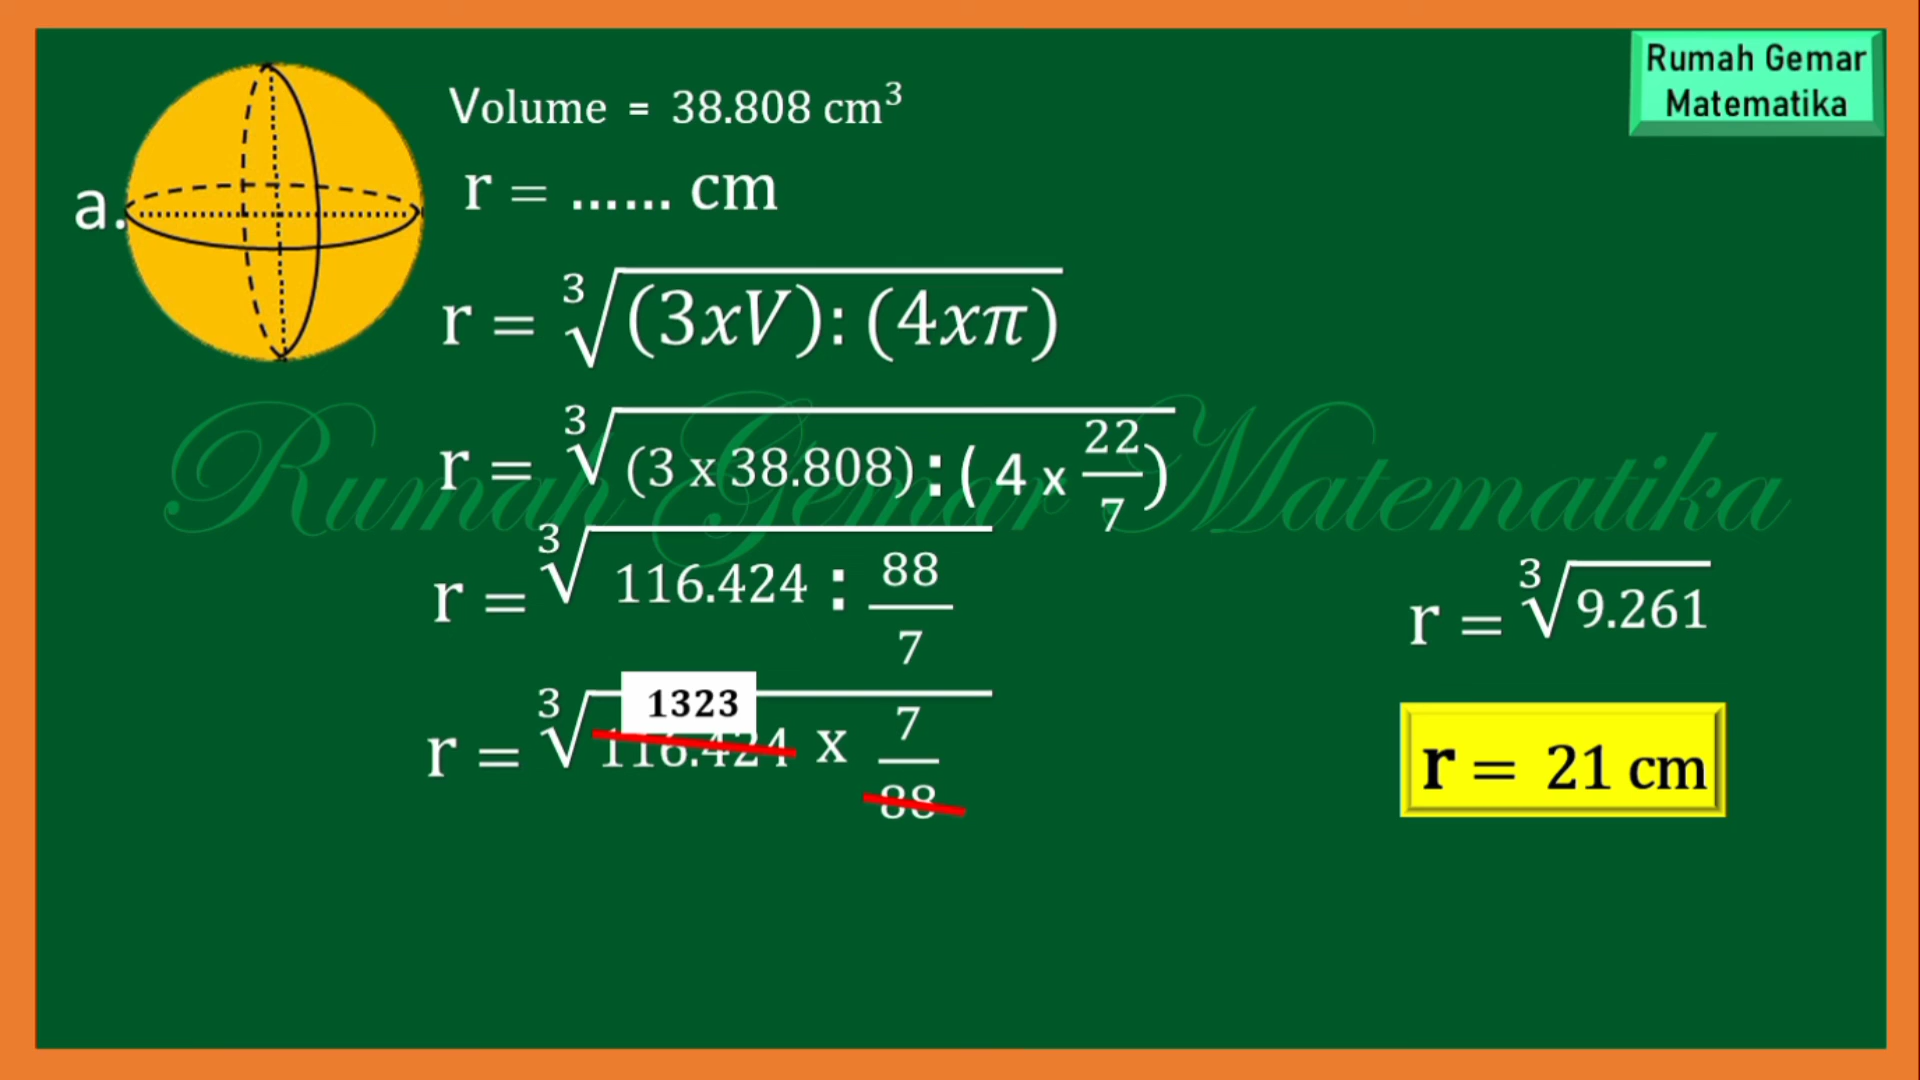 Rumah Gemar
Matematika
a.
Volume = 38.808 cm³
r = ...... cm
r = ∛(3xV):(4xπ)
r = ∛(3 x 38.808) : ( 4 x 22/7)
r = ∛116.424 : 88/7
1323
r = ∛116.424 x 7/88
r = ∛9.261
r = 21 cm
Rumah Gemar Matematika